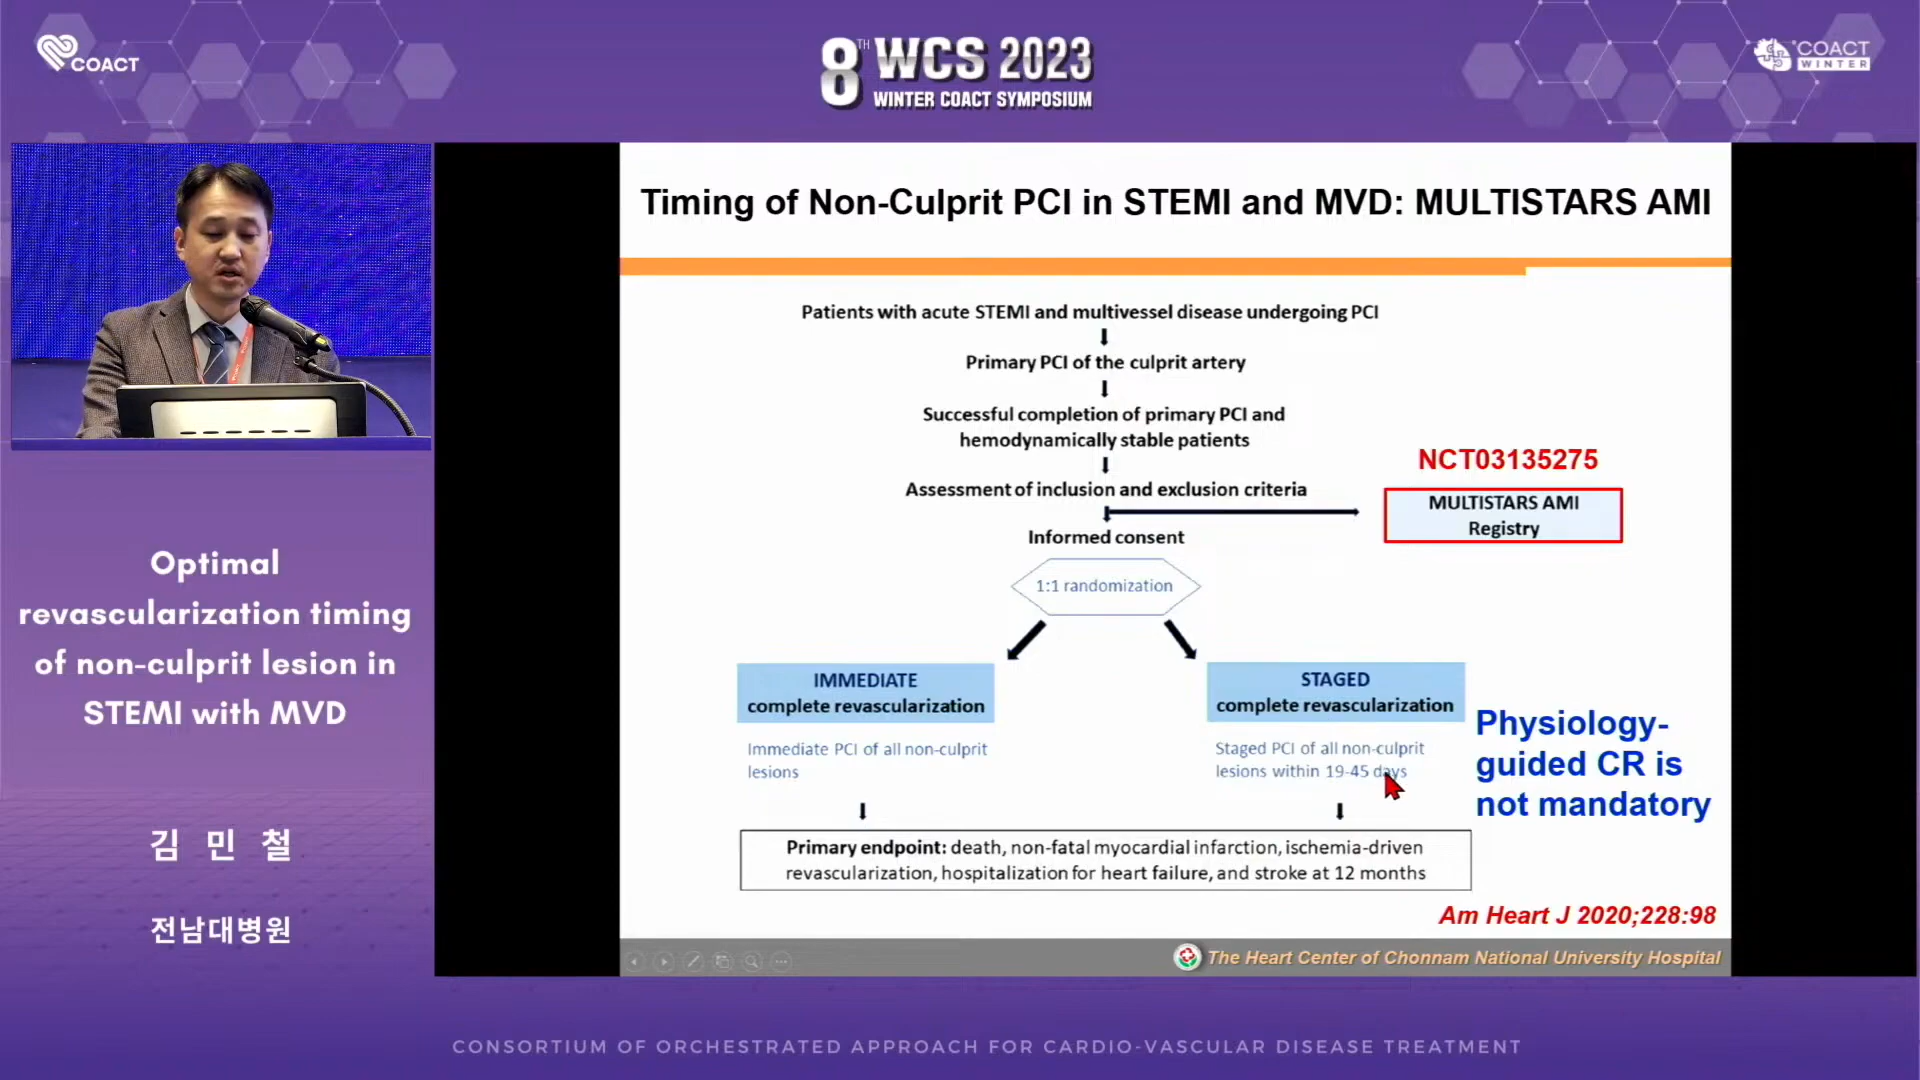 COACT
8TH WCS 2023
WINTER COACT SYMPOSIUM
COACT
WINTER
Timing of Non-Culprit PCI in STEMI and MVD: MULTISTARS AMI
Patients with acute STEMI and multivessel disease undergoing PCI
Primary PCI of the culprit artery
Successful completion of primary PCI and
hemodynamically stable patients
Assessment of inclusion and exclusion criteria
NCT03135275
MULTISTARS AMI
Registry
Informed consent
1:1 randomization
IMMEDIATE
complete revascularization
STAGED
complete revascularization
Immediate PCI of all non-culprit
lesions
Staged PCI of all non-culprit
lesions within 19-45 days
Physiology-
guided CR is
not mandatory
Primary endpoint: death, non-fatal myocardial infarction, ischemia-driven
revascularization, hospitalization for heart failure, and stroke at 12 months
Am Heart J 2020;228:98
The Heart Center of Chonnam National University Hospital
Optimal
revascularization timing
of non-culprit lesion in
STEMI with MVD
김 민 철
전남대병원
CONSORTIUM OF ORCHESTRATED APPROACH FOR CARDIO-VASCULAR DISEASE TREATMENT